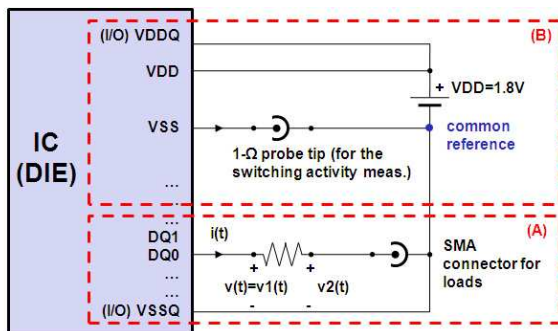 (I/O) VDDQ
(B)
VDD
+ VDD=1.8V
VSS
common
reference
IC
(DIE)
1-Ω probe tip (for the
switching activity meas.)
...
...
(A)
DQ1
i(t)
DQ0
SMA
connector for
loads
+ +
v(t)=v1(t) v2(t)
- -
...
...
(I/O) VSSQ